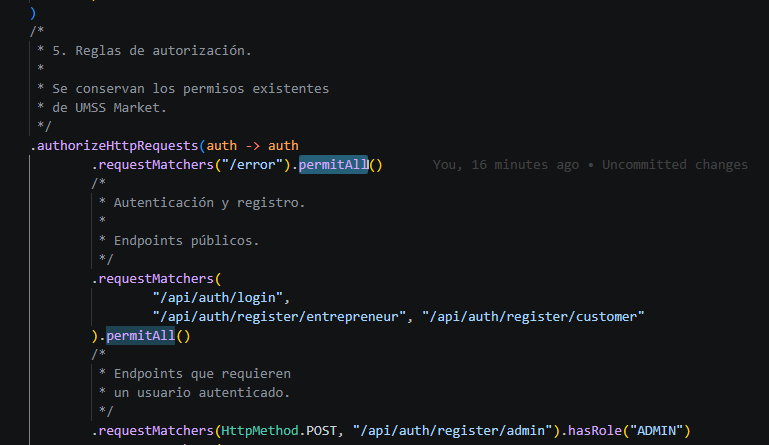 )
/*
 * 5. Reglas de autorización.
 *
 * Se conservan los permisos existentes
 * de UMSS Market.
 */
.authorizeHttpRequests(auth -> auth
.requestMatchers("/error").permitAll() You, 16 minutes ago • Uncommitted changes
/*
 * Autenticación y registro.
 *
 * Endpoints públicos.
 */
.requestMatchers(
"/api/auth/login",
"/api/auth/register/entrepreneur", "/api/auth/register/customer"
).permitAll()
/*
 * Endpoints que requieren
 * un usuario autenticado.
 */
.requestMatchers(HttpMethod.POST, "/api/auth/register/admin").hasRole("ADMIN")